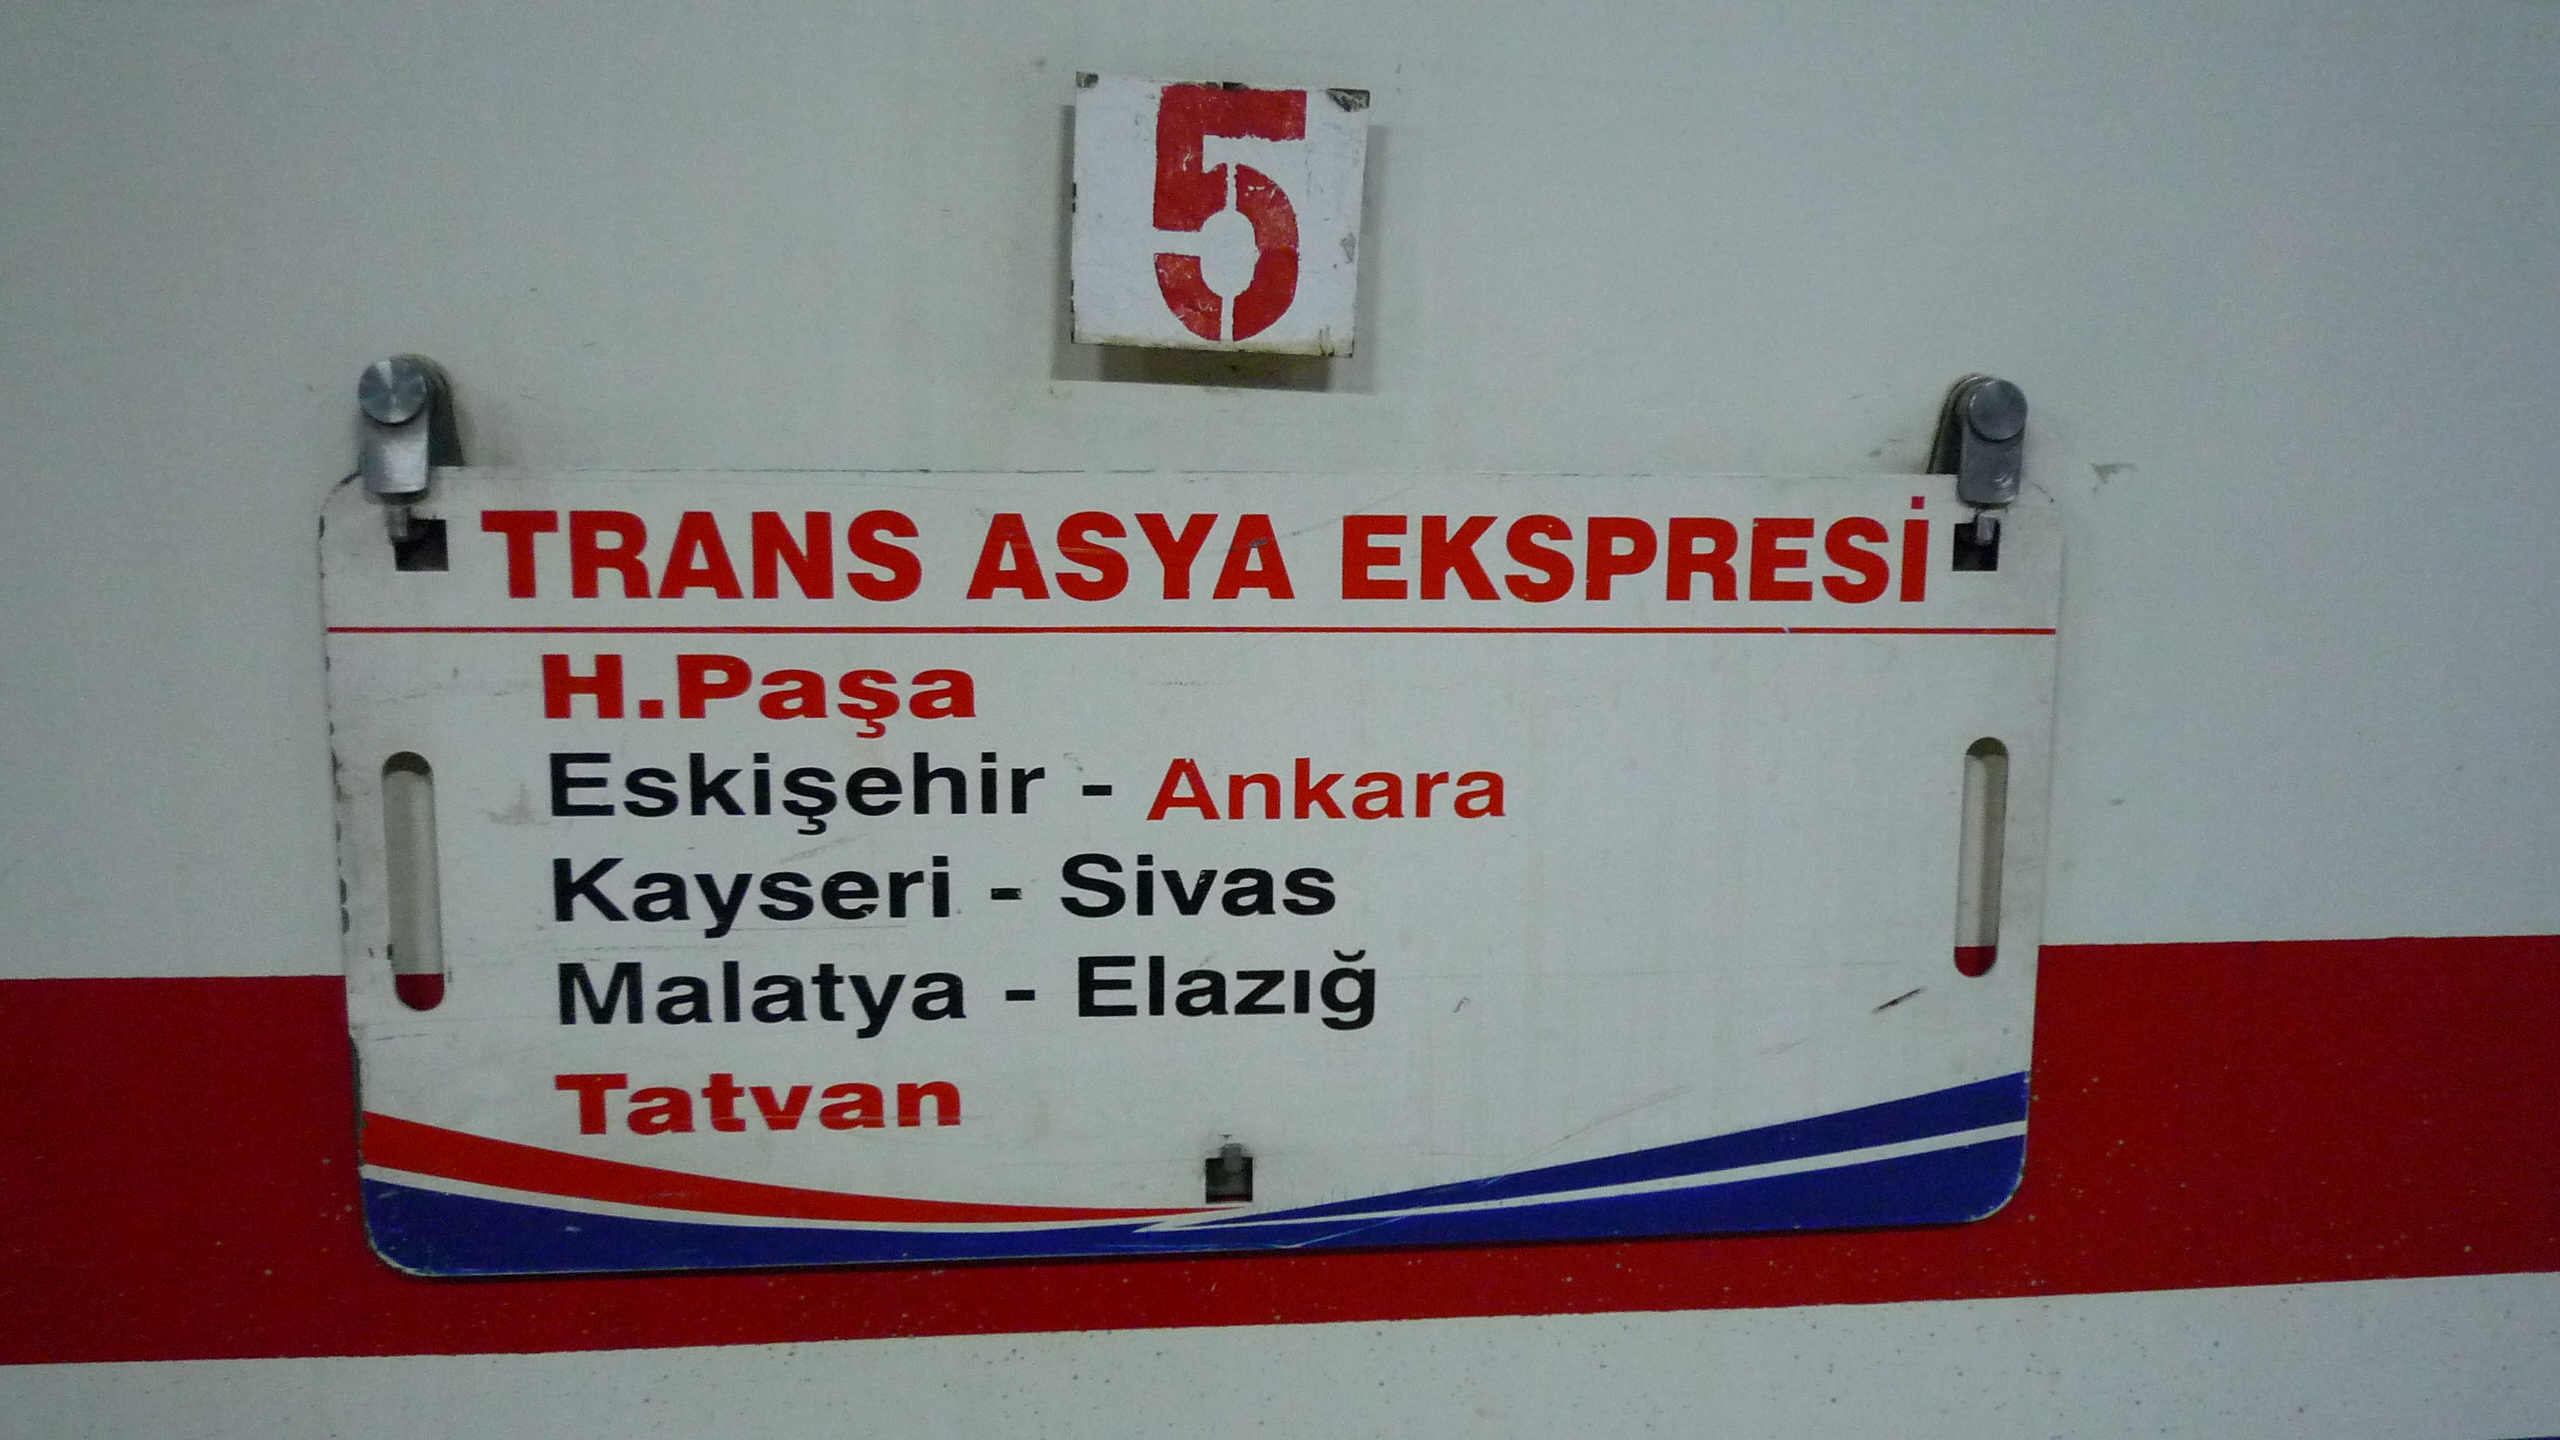 5
TRANS ASYA EKSPRESİ
H.Paşa
Eskişehir - Ankara
Kayseri - Sivas
Malatya - Elazığ
Tatvan